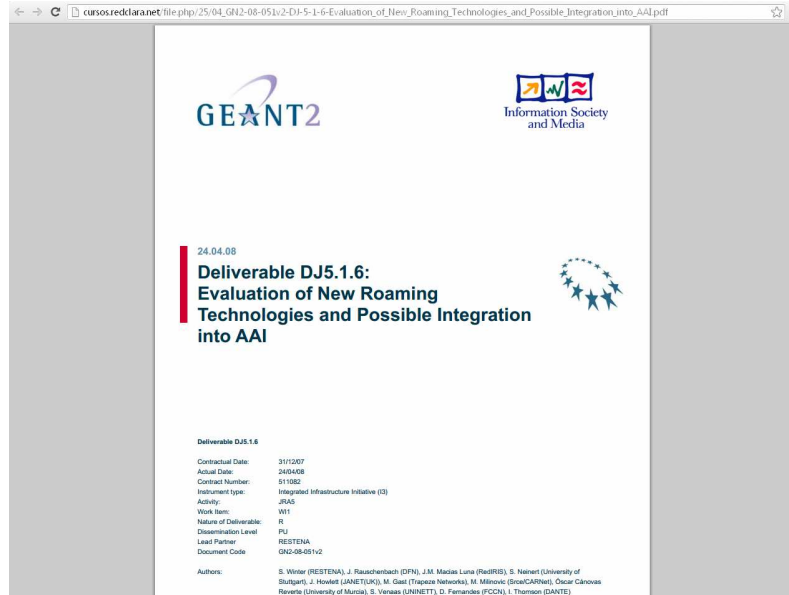 cursos.redclara.net/file.php/25/04_GN2-08-051v2-DJ-5-1-6-Evaluation_of_New_Roaming_Technologies_and_Possible_Integration_into_AAI.pdf
GEANT2
Information Society
and Media
24.04.08
Deliverable DJ5.1.6:
Evaluation of New Roaming
Technologies and Possible Integration
into AAI
Deliverable DJ5.1.6
Contractual Date: 31/12/07
Actual Date: 24/04/08
Contract Number: 511082
Instrument type: Integrated Infrastructure Initiative (I3)
Activity: JRA5
Work Item: WI1
Nature of Deliverable: R
Dissemination Level PU
Lead Partner RESTENA
Document Code GN2-08-051v2
Authors: S. Winter (RESTENA), J. Rauschenbach (DFN), J.M. Macias Luna (RedIRIS), S. Neinert (University of
Stuttgart), J. Howlett (JANET(UK)), M. Gast (Trapeze Networks), M. Milinovic (Srce/CARNet), Óscar Cánovas
Reverte (University of Murcia), S. Venaas (UNINETT), D. Fernandes (FCCN), I. Thomson (DANTE)